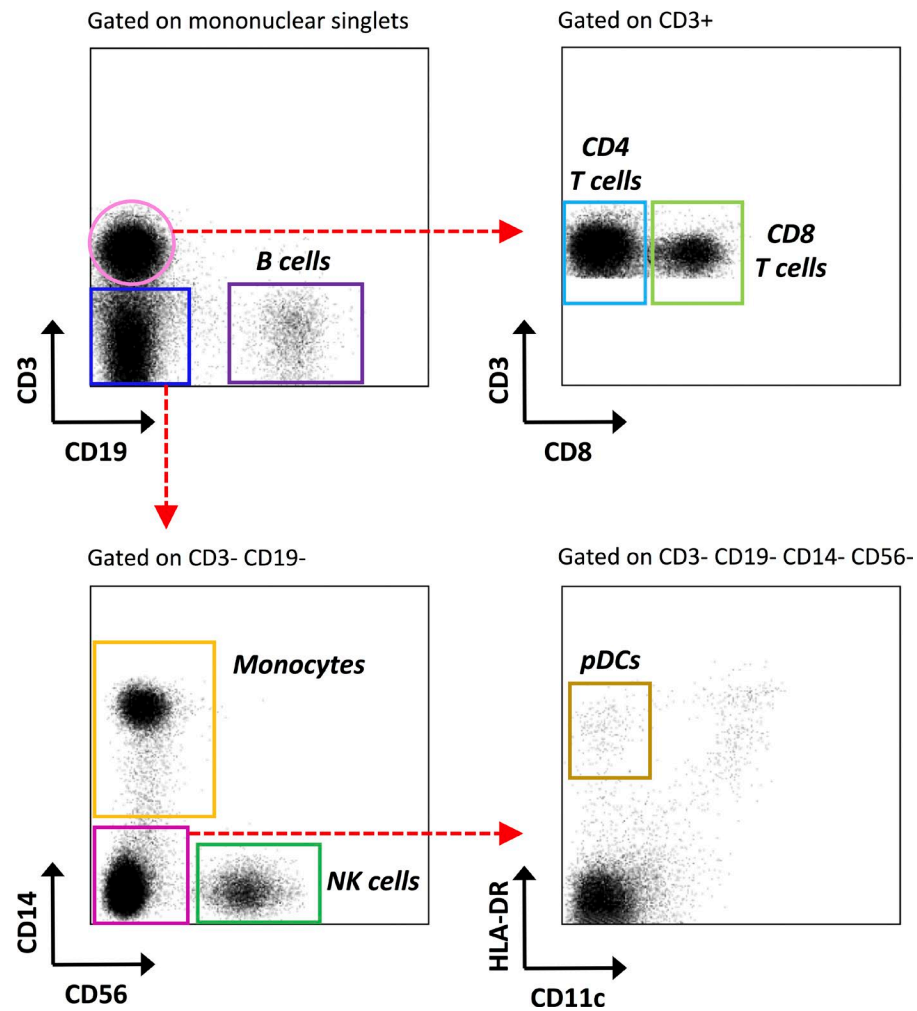 Gated on mononuclear singlets
Gated on CD3+
CD4
T cells
CD8
T cells
B cells
CD3
CD19
CD3
CD8
Gated on CD3- CD19-
Gated on CD3- CD19- CD14- CD56-
Monocytes
pDCs
NK cells
CD14
CD56
HLA-DR
CD11c